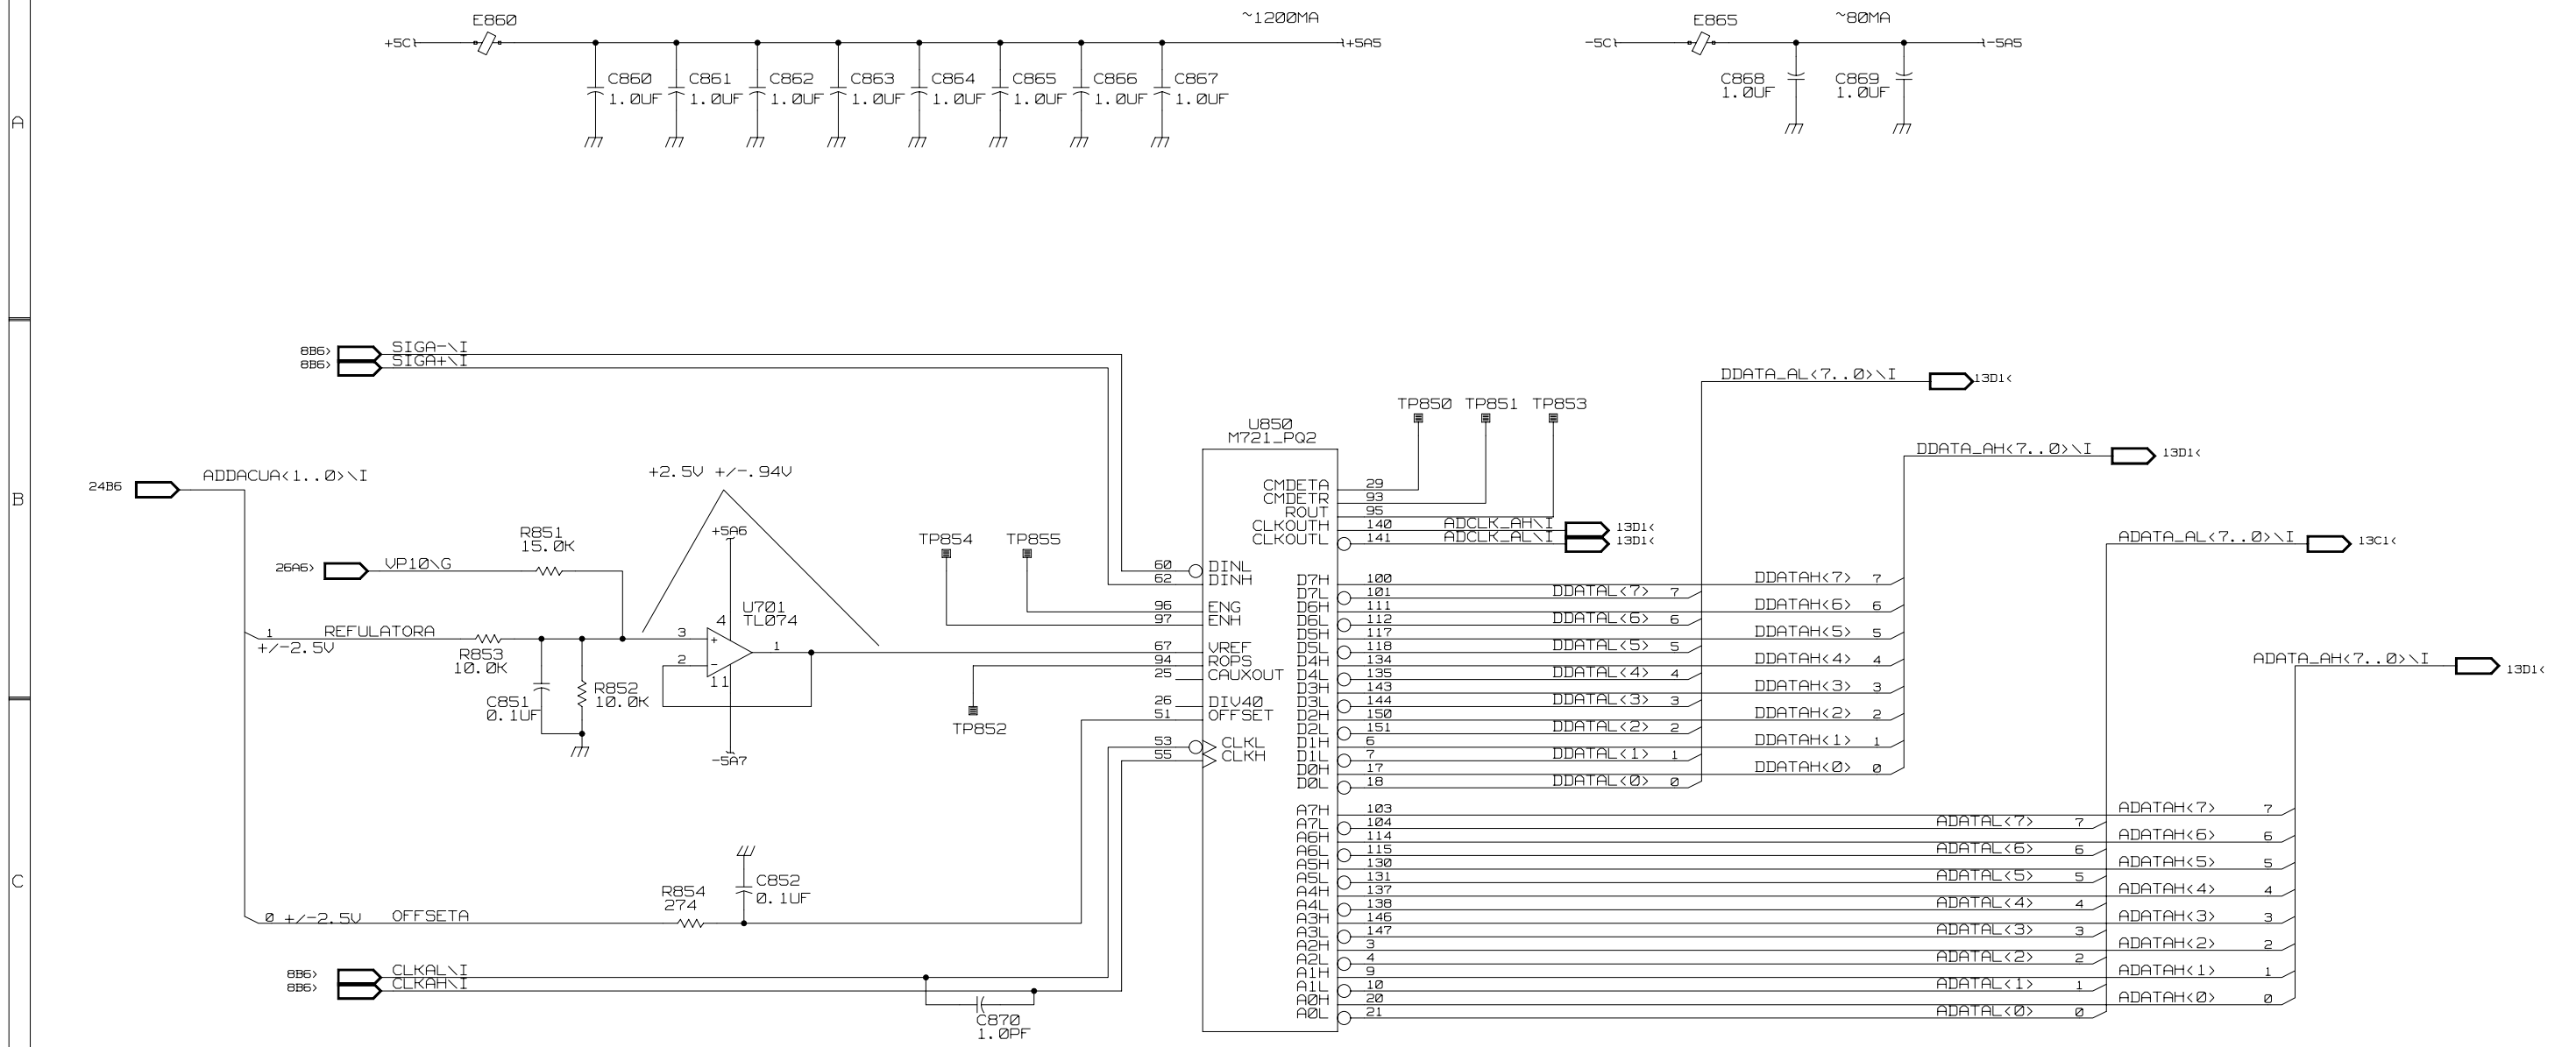 E860
~1200MA
+5C
+5A5
C860
1.0UF
C861
1.0UF
C862
1.0UF
C863
1.0UF
C864
1.0UF
C865
1.0UF
C866
1.0UF
C867
1.0UF
E865
~80MA
-5C
-5A5
C868
1.0UF
C869
1.0UF
A
B
C
8B6>
SIGA-\I
8B6>
SIGA+\I
24B6
ADDACUA<1..0>\I
+2.5V +/-.94V
R851
15.0K
26A6>
VP10\G
+5A6
4
U701
TL074
1
REFULATORA
+/-2.5V
R853
10.0K
3
+
2
-
1
11
C851
0.1UF
R852
10.0K
-5A7
TP854
TP855
TP852
C852
0.1UF
R854
274
0 +/-2.5V
OFFSETA
8B6>
CLKAL\I
8B6>
CLKAH\I
C870
1.0PF
U850
M721_PQ2
TP850
TP851
TP853
60
DINL
62
DINH
96
ENG
97
ENH
67
VREF
94
ROPS
25
CAUXOUT
26
DIV40
51
OFFSET
53
CLKL
55
CLKH
CMDETA
29
CMDETR
93
ROUT
95
CLKOUTH
140
ADCLK_AH\I
13D1<
CLKOUTL
141
ADCLK_AL\I
13D1<
DDATA_AL<7..0>\I
13D1<
DDATA_AH<7..0>\I
13D1<
ADATA_AL<7..0>\I
13C1<
ADATA_AH<7..0>\I
13D1<
D7H 100 DDATAH<7> 7
D7L 101 DDATAL<7> 7
D6H 111 DDATAH<6> 6
D6L 112 DDATAL<6> 6
D5H 117 DDATAH<5> 5
D5L 118 DDATAL<5> 5
D4H 134 DDATAH<4> 4
D4L 135 DDATAL<4> 4
D3H 143 DDATAH<3> 3
D3L 144 DDATAL<3> 3
D2H 150 DDATAH<2> 2
D2L 151 DDATAL<2> 2
D1H 6 DDATAH<1> 1
D1L 7 DDATAL<1> 1
D0H 17 DDATAH<0> 0
D0L 18 DDATAL<0> 0
A7H 103 ADATAH<7> 7
A7L 104 ADATAL<7> 7
A6H 114 ADATAH<6> 6
A6L 115 ADATAL<6> 6
A5H 130 ADATAH<5> 5
A5L 131 ADATAL<5> 5
A4H 137 ADATAH<4> 4
A4L 138 ADATAL<4> 4
A3H 146 ADATAH<3> 3
A3L 147 ADATAL<3> 3
A2H 3 ADATAH<2> 2
A2L 4 ADATAL<2> 2
A1H 9 ADATAH<1> 1
A1L 10 ADATAL<1> 1
A0H 20 ADATAH<0> 0
A0L 21 ADATAL<0> 0